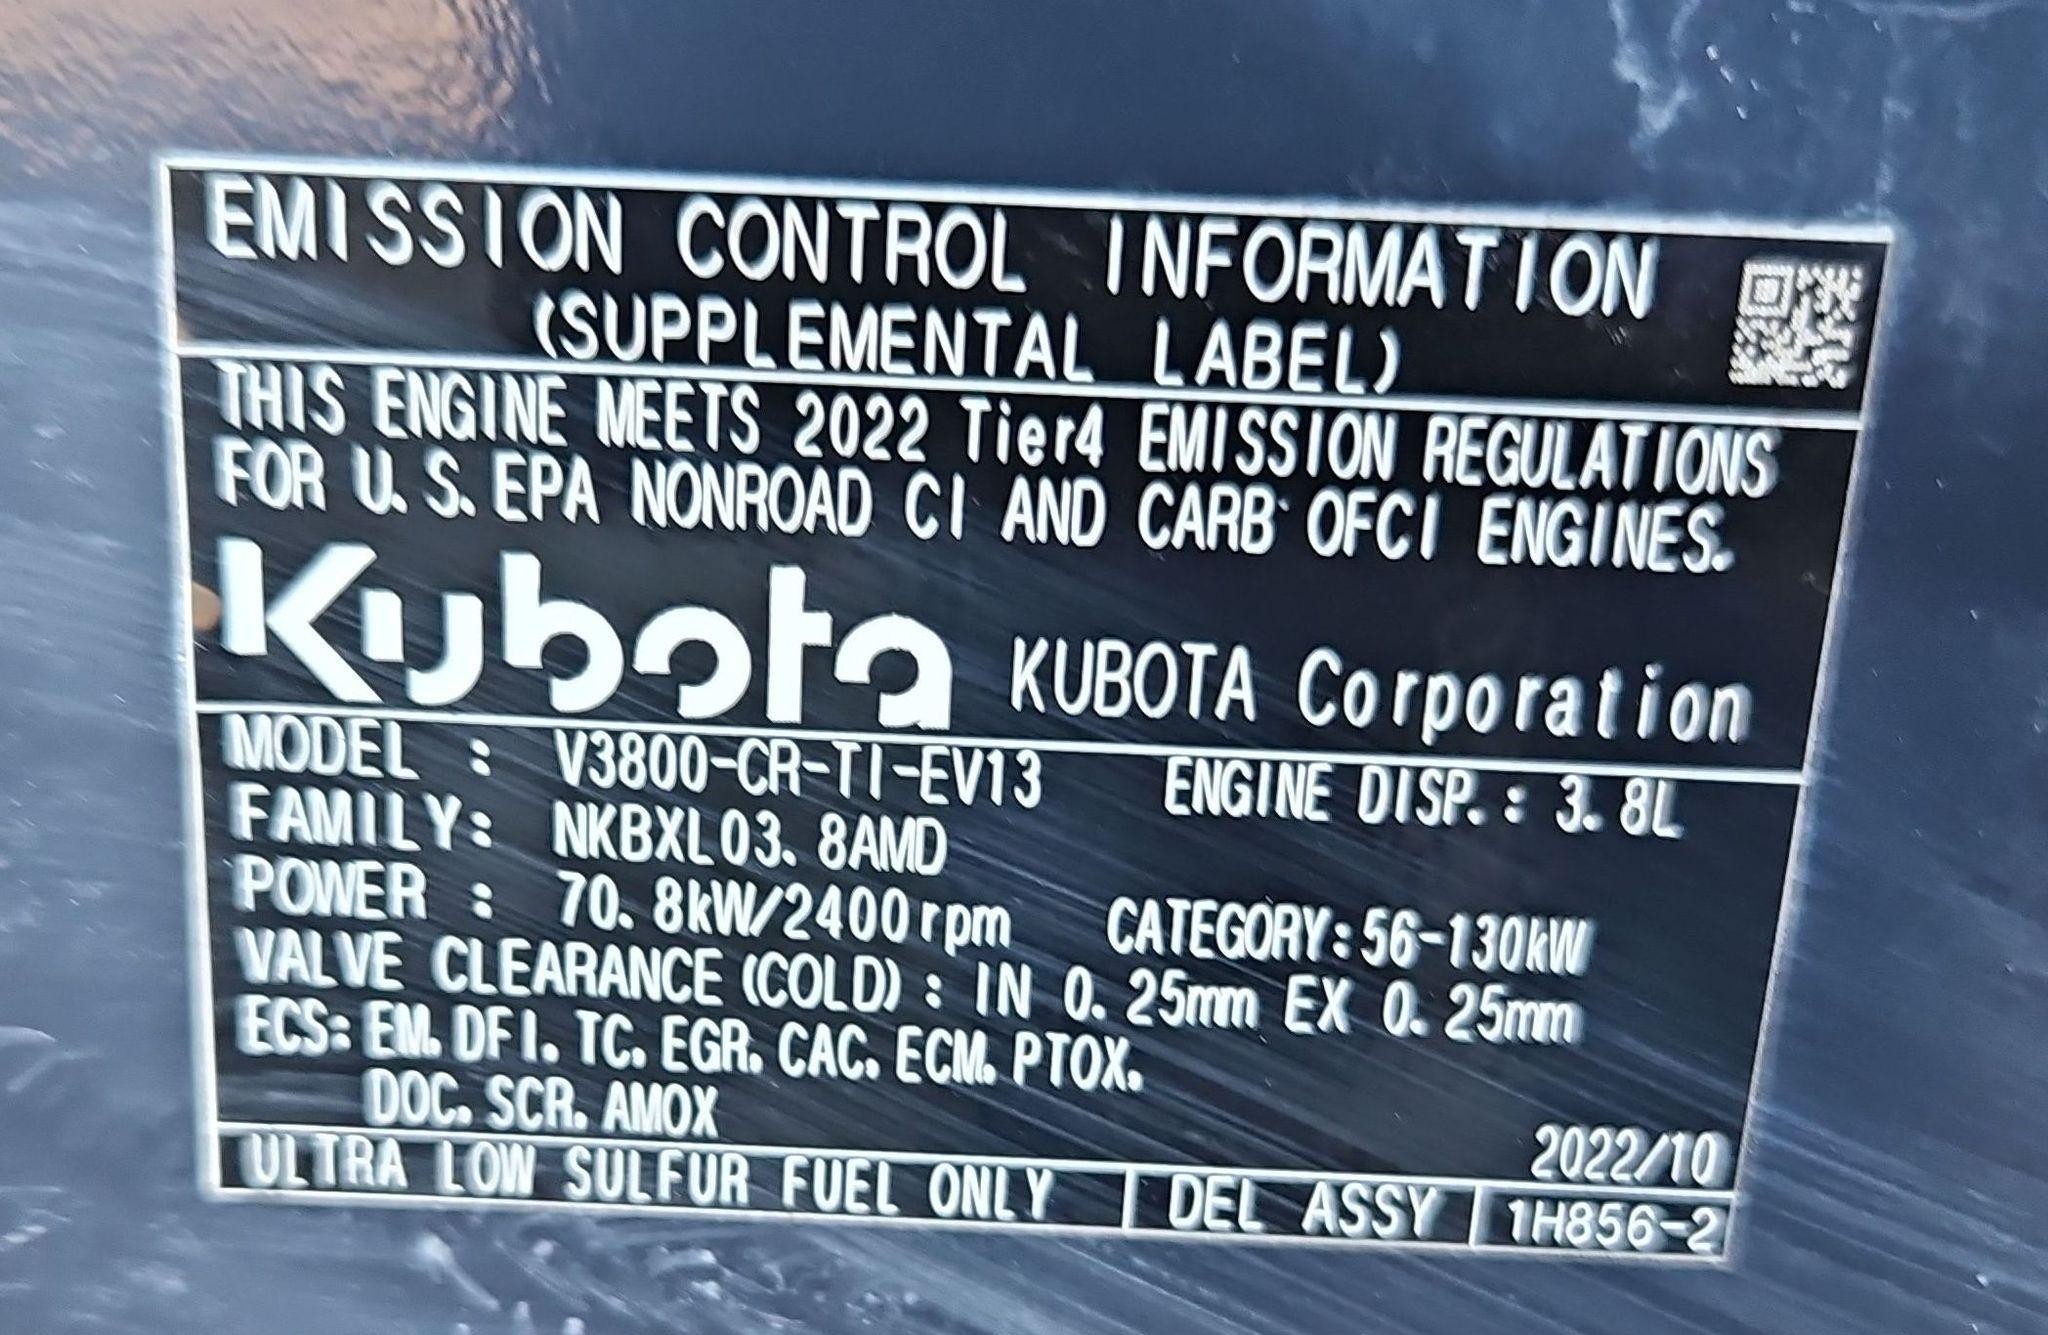 EMISSION CONTROL INFORMATION
(SUPPLEMENTAL LABEL)
THIS ENGINE MEETS 2022 Tier4 EMISSION REGULATIONS
FOR U.S.EPA NONROAD CI AND CARB OFCI ENGINES.
Kubota KUBOTA Corporation
MODEL : V3800-CR-TI-EV13 ENGINE DISP.: 3.8L
FAMILY: NKBXL03.8AMD
POWER : 70.8kW/2400rpm CATEGORY:56-130kW
VALVE CLEARANCE(COLD): IN 0.25mm EX 0.25mm
ECS: EM.DFI.TC.EGR.CAC.ECM.PTOX.
DOC.SCR.AMOX
2022/10
ULTRA LOW SULFUR FUEL ONLY DEL ASSY 1H856-2